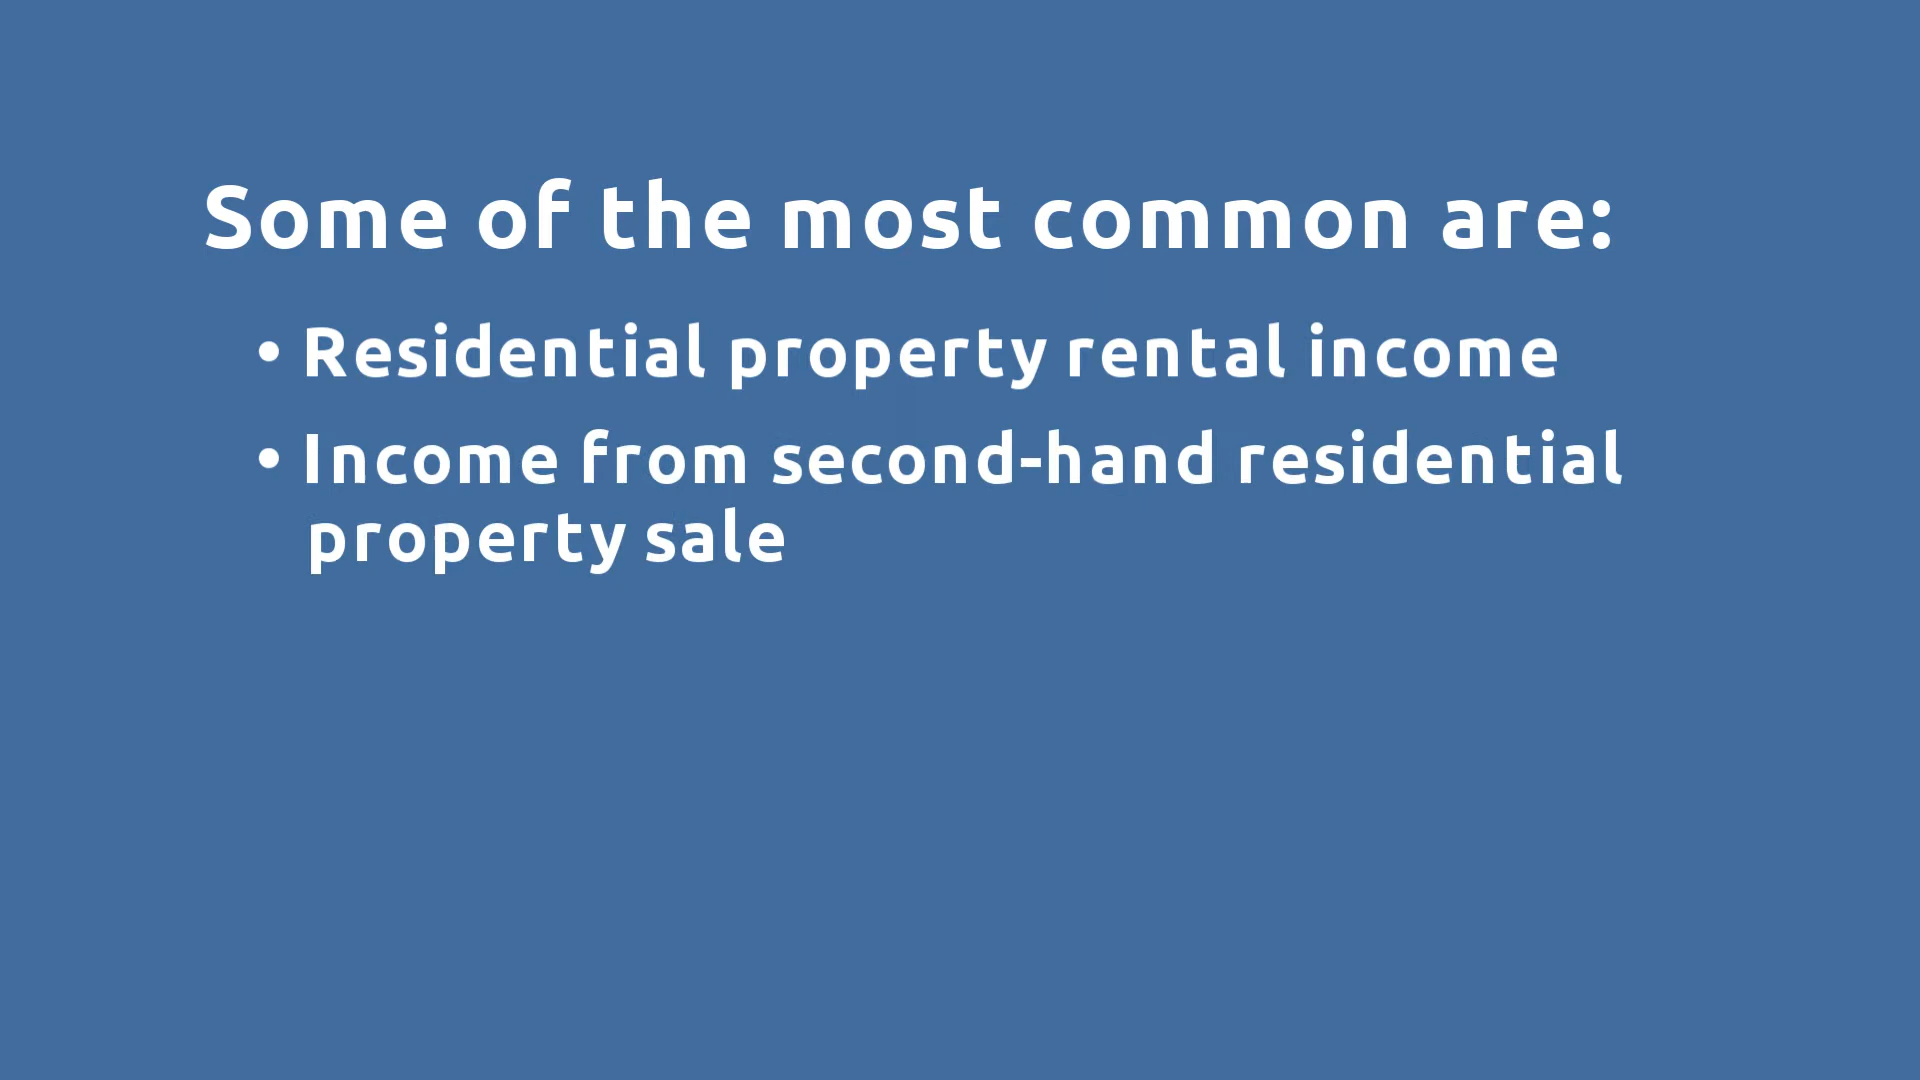 Some of the most common are:
• Residential property rental income
• Income from second-hand residential
property sale